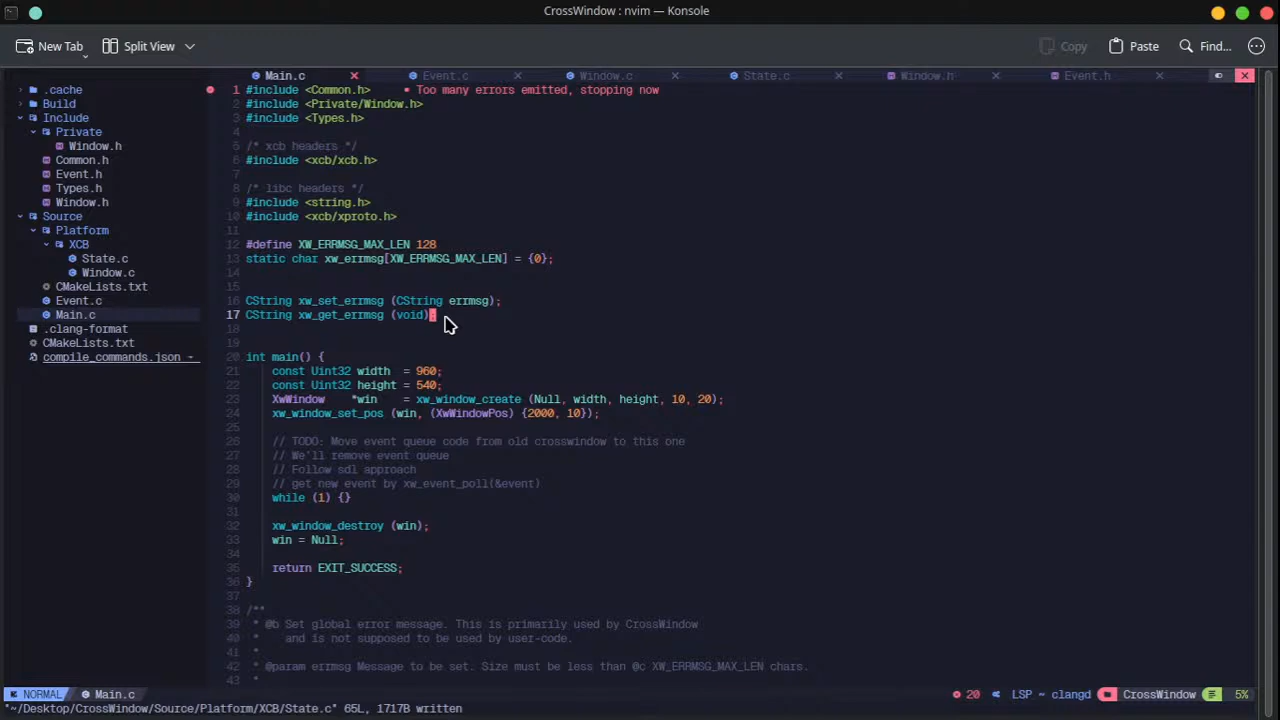 CrossWindow : nvim — Konsole
New Tab Split View Copy Paste Find...
Main.c Event.c Window.c State.c Window.h Event.h
.cache
Build
Include
Private
Window.h
Common.h
Event.h
Types.h
Window.h
Source
Platform
XCB
State.c
Window.c
CMakeLists.txt
Event.c
Main.c
.clang-format
CMakeLists.txt
compile_commands.json
1 #include <Common.h> Too many errors emitted, stopping now
2 #include <Private/Window.h>
3 #include <Types.h>
4
5 /* xcb headers */
6 #include <xcb/xcb.h>
7
8 /* libc headers */
9 #include <string.h>
10 #include <xcb/xproto.h>
11
12 #define XW_ERRMSG_MAX_LEN 128
13 static char xw_errmsg[XW_ERRMSG_MAX_LEN] = {0};
14
15
16 CString xw_set_errmsg (CString errmsg);
17 CString xw_get_errmsg (void);
18
19
20 int main() {
21 const Uint32 width = 960;
22 const Uint32 height = 540;
23 XwWindow *win = xw_window_create (Null, width, height, 10, 20);
24 xw_window_set_pos (win, (XwWindowPos) {2000, 10});
25
26 // TODO: Move event queue code from old crosswindow to this one
27 // We'll remove event queue
28 // Follow sdl approach
29 // get new event by xw_event_poll(&event)
30 while (1) {}
31
32 xw_window_destroy (win);
33 win = Null;
34
35 return EXIT_SUCCESS;
36 }
37
38 /**
39 * @b Set global error message. This is primarily used by CrossWindow
40 * and is not supposed to be used by user-code.
41 *
42 * @param errmsg Message to be set. Size must be less than @c XW_ERRMSG_MAX_LEN chars.
43 *
NORMAL Main.c 20 LSP ~ clangd CrossWindow 5%
"~/Desktop/CrossWindow/Source/Platform/XCB/State.c" 65L, 1717B written